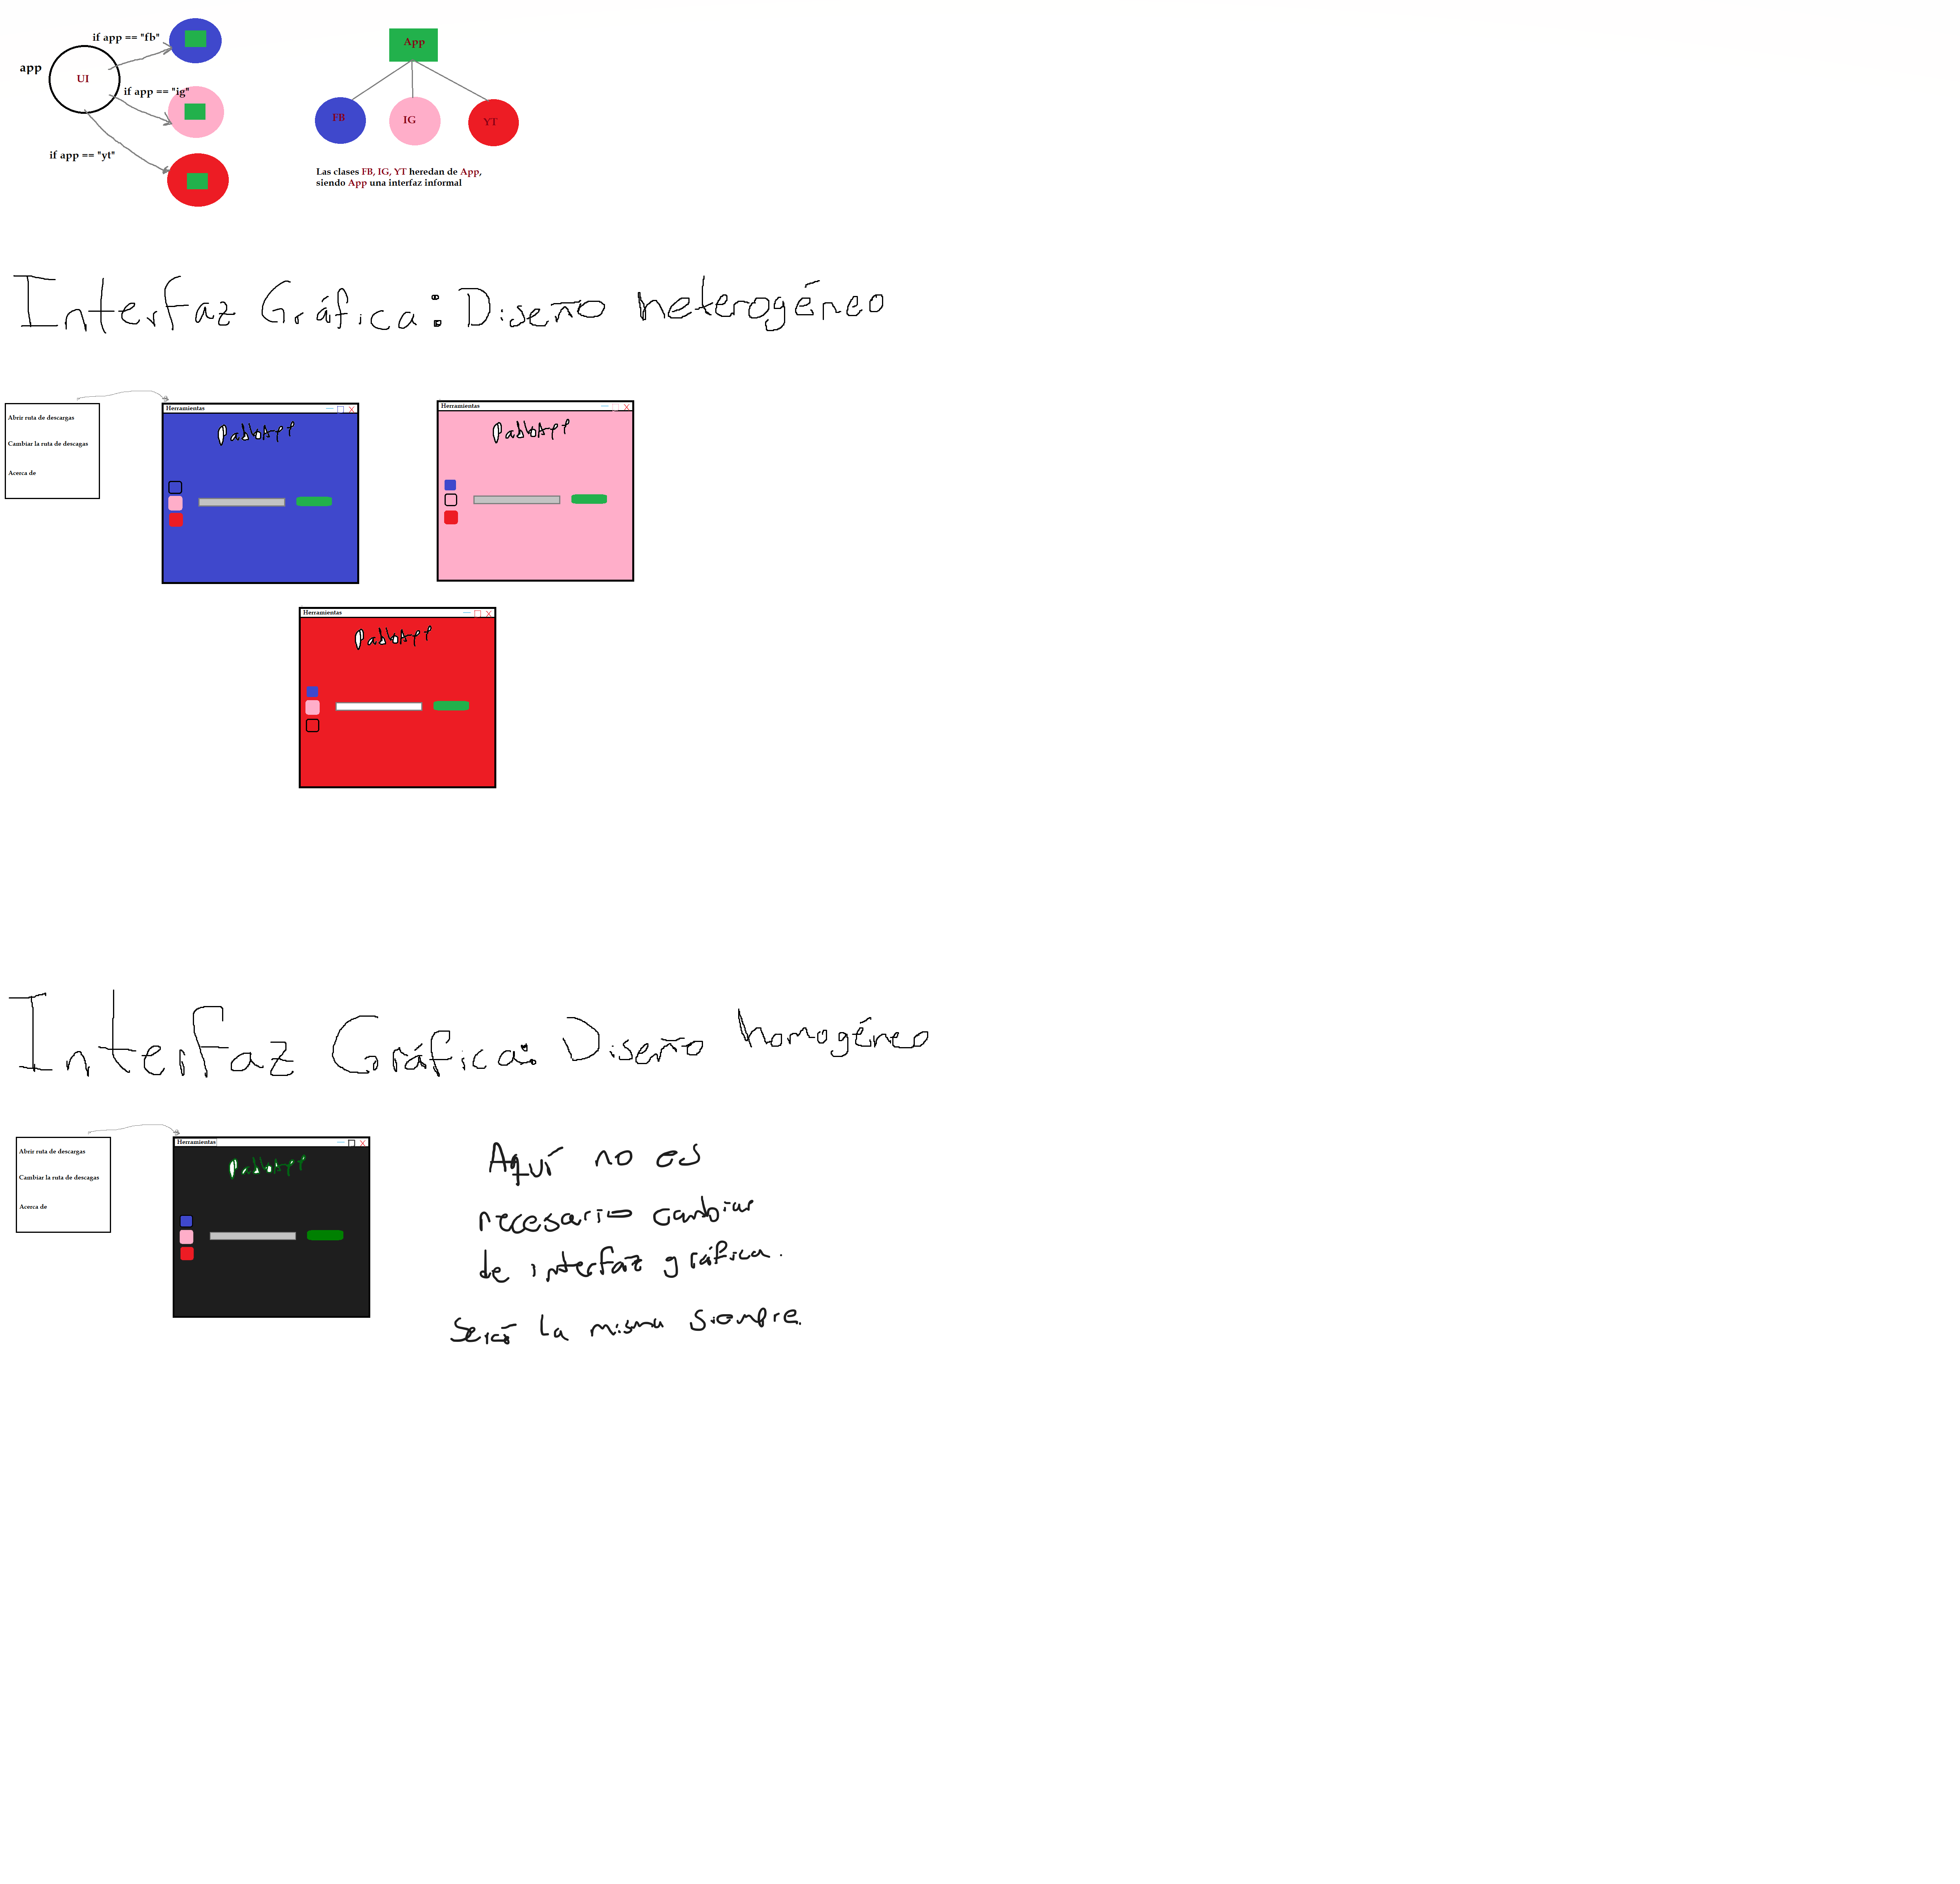 if app == "fb"
app
UI
if app == "ig"
if app == "yt"
App
FB
IG
YT
Las clases FB, IG, YT heredan de App,
siendo App una interfaz informal
Interfaz Gráfica: Diseño heterogéneo
Abrir ruta de descargas
Cambiar la ruta de descagas
Acerca de
Herramientas
PabloApp
Herramientas
PabloApp
Herramientas
PabloApp
Interfaz Gráfica: Diseño homogéneo
Abrir ruta de descargas
Cambiar la ruta de descagas
Acerca de
Herramientas
PabloApp
Aquí no es
necesario cambiar
de interfaz gráfica.
Será la misma siempre.